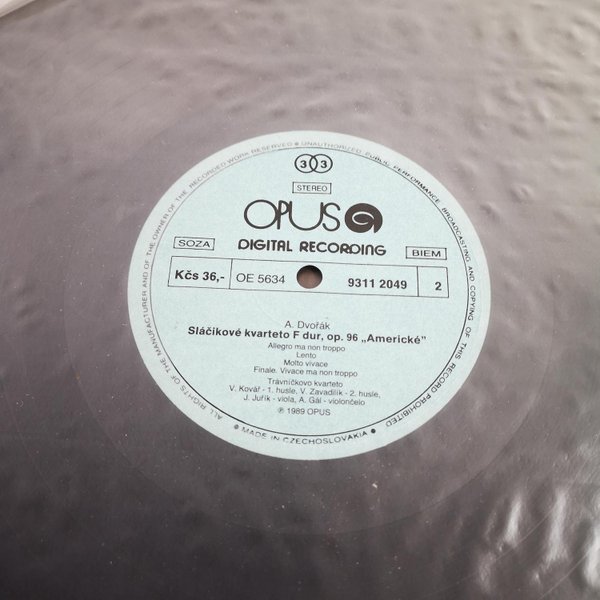 ALL RIGHTS OF THE MANUFACTURER AND OF THE OWNER OF THE RECORDED WORK RESERVED ● UNAUTHORIZED PUBLIC PERFORMANCE BROADCASTING AND COPYING OF THIS RECORD PROHIBITED
33
STEREO
OPUS
SOZA DIGITAL RECORDING BIEM
Kčs 36,- OE 5634 9311 2049 2
A. Dvořák
Sláčikové kvarteto F dur, op. 96 „Americké”
Allegro ma non troppo
Lento
Molto vivace
Finale. Vivace ma non troppo
Trávníčkovo kvarteto
V. Kovář - 1. husle, V. Zavadilík - 2. husle,
J. Juřík - viola, A. Gál - violončelo
℗ 1989 OPUS
● MADE IN CZECHOSLOVAKIA ●